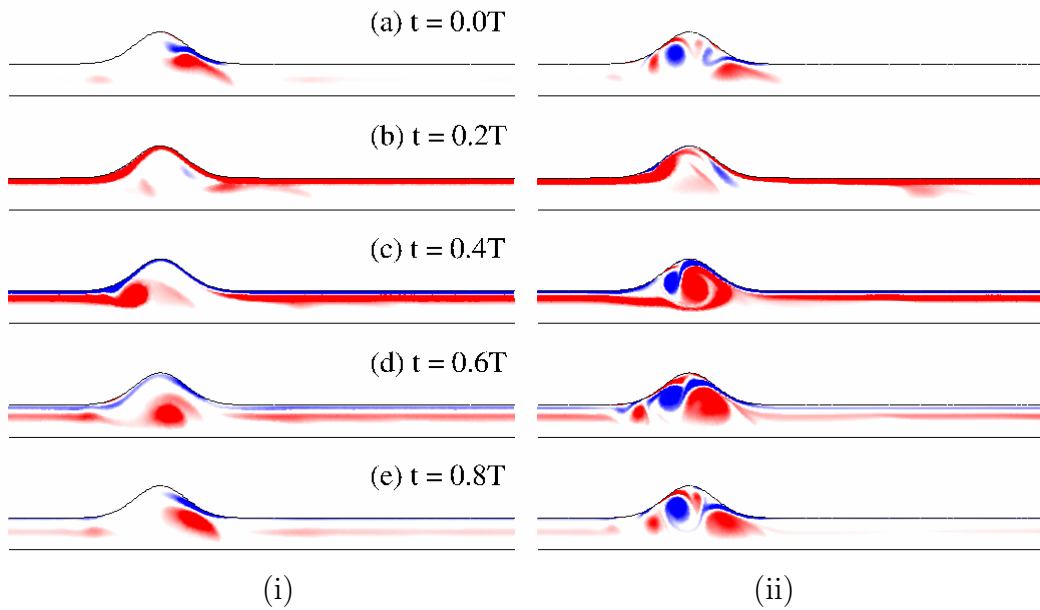 (a) t = 0.0T
(b) t = 0.2T
(c) t = 0.4T
(d) t = 0.6T
(e) t = 0.8T
(i) (ii)